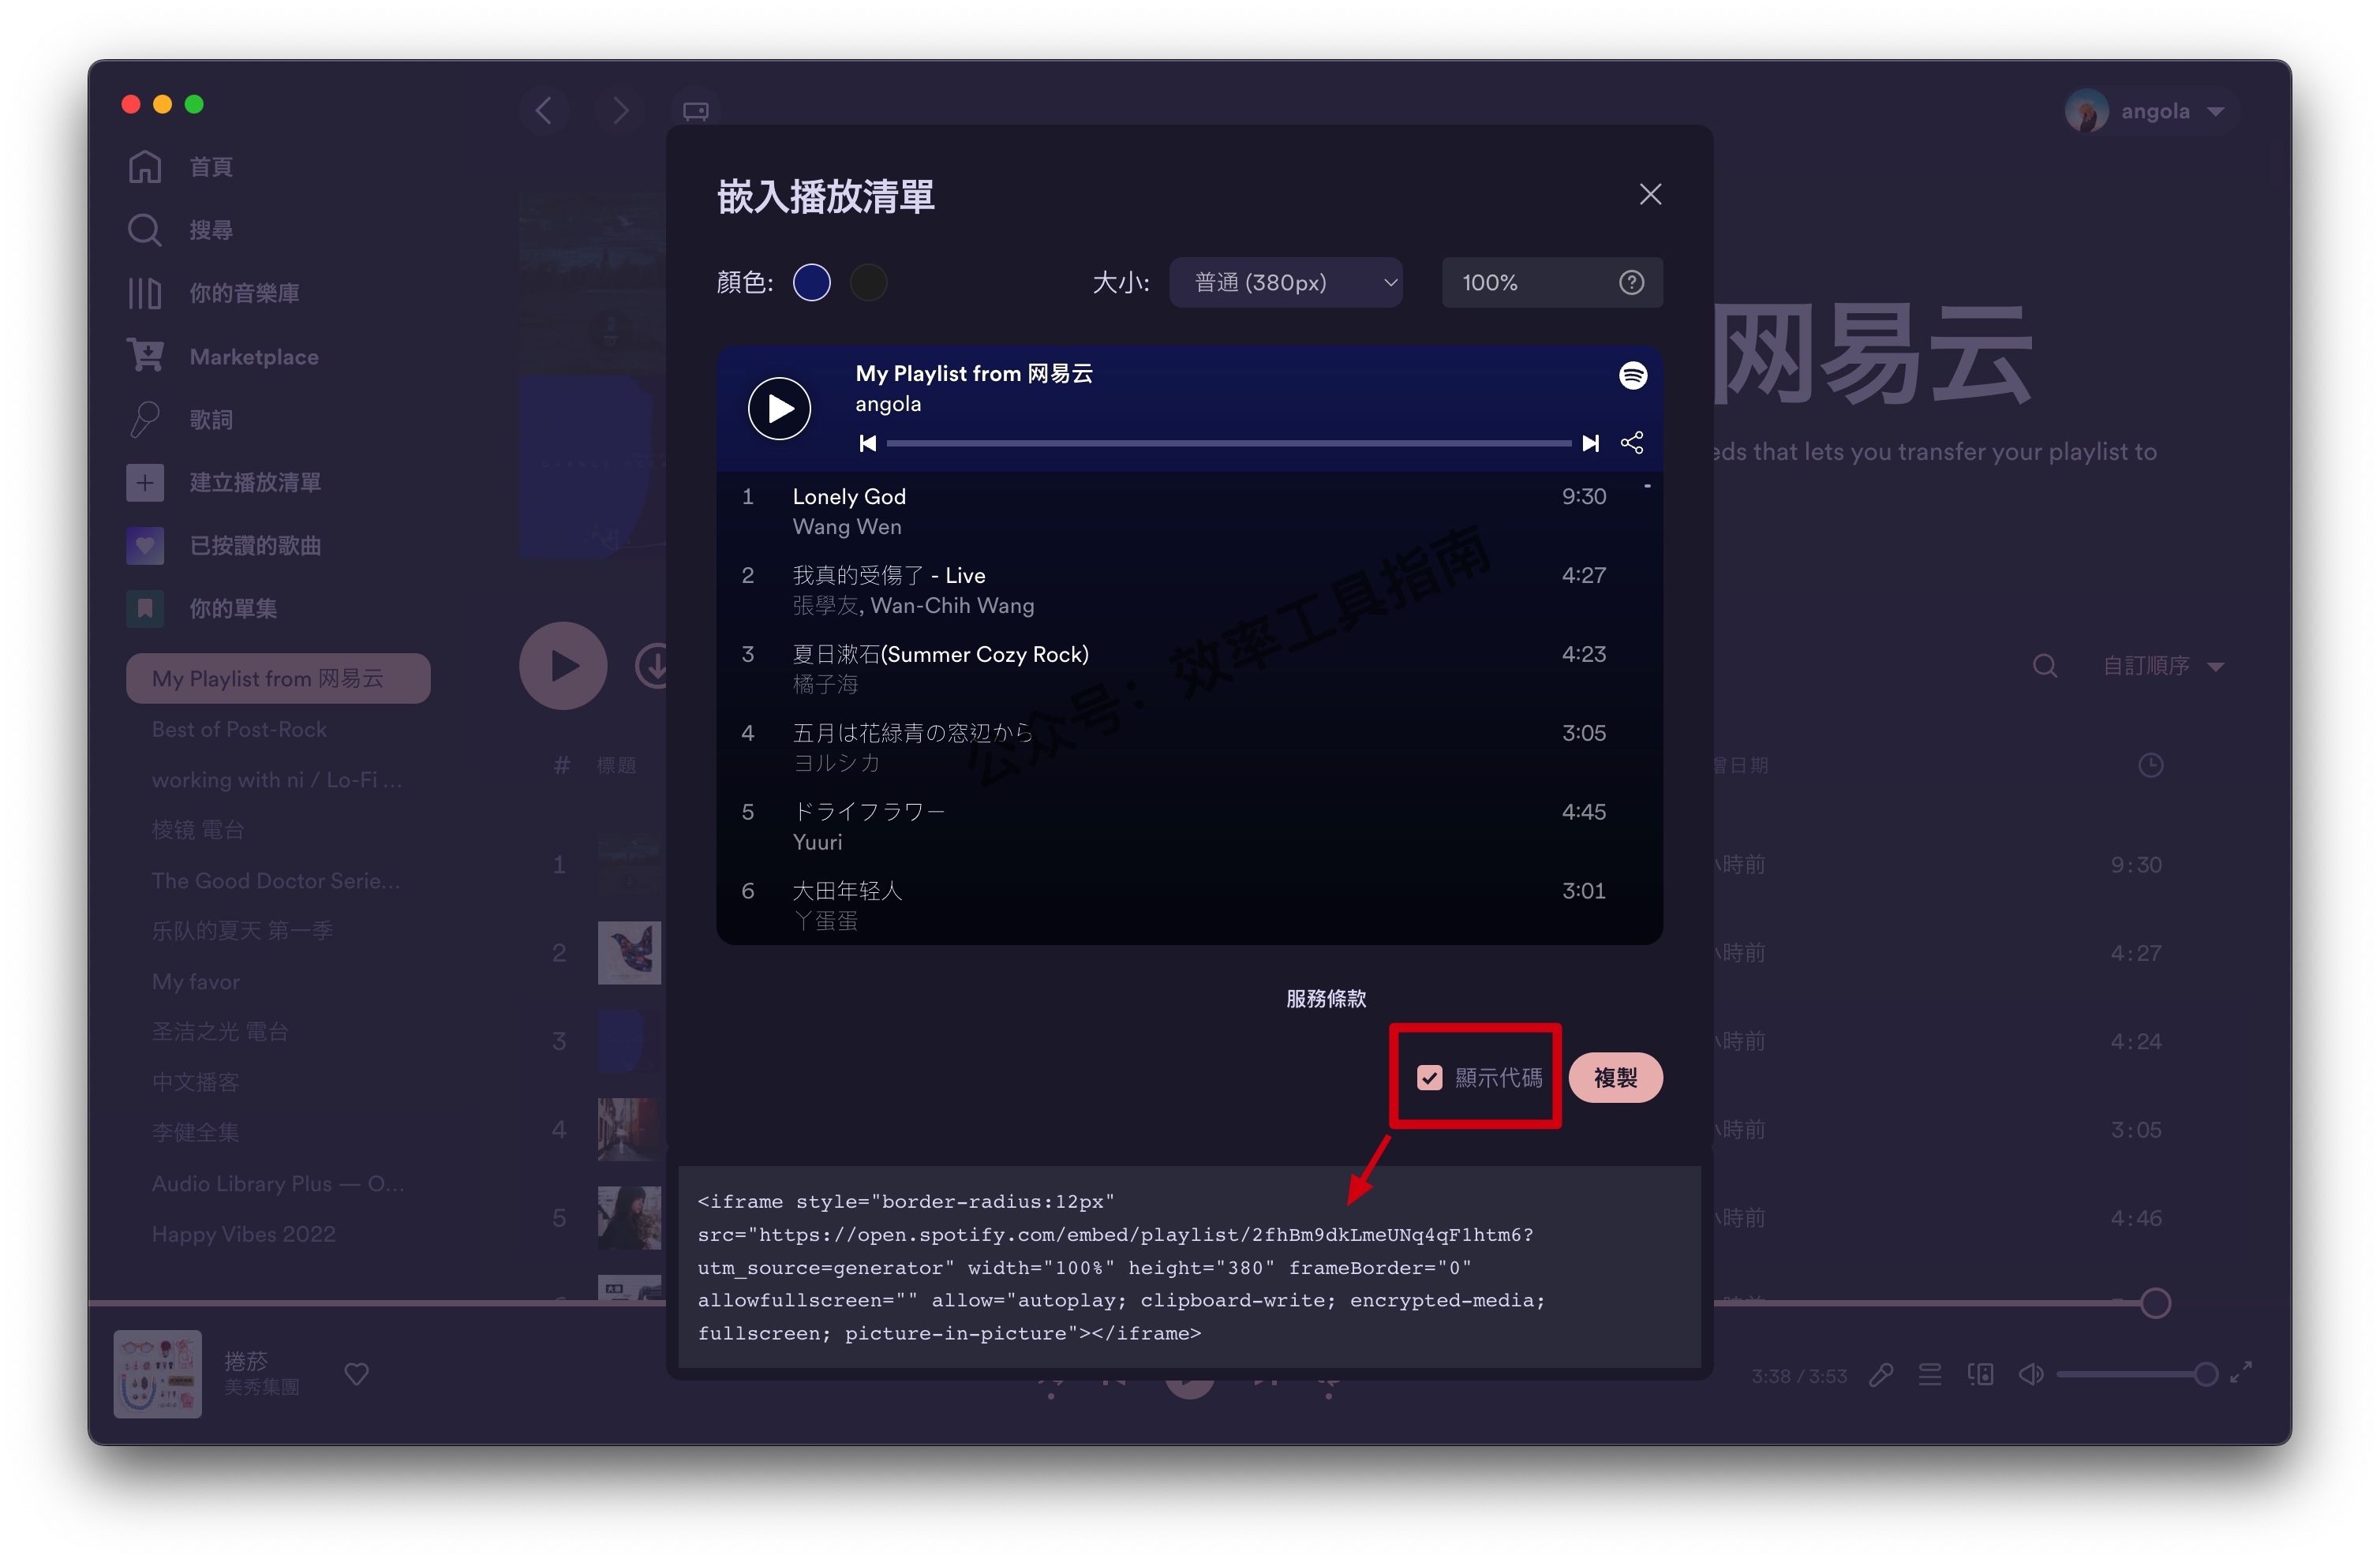 angola
首頁
搜尋
你的音樂庫
Marketplace
歌詞
建立播放清單
已按讚的歌曲
你的單集
My Playlist from 网易云
Best of Post-Rock
working with ni / Lo-Fi ...
棱镜 電台
The Good Doctor Serie...
乐队的夏天 第一季
My favor
圣洁之光 電台
中文播客
李健全集
Audio Library Plus — O...
Happy Vibes 2022
网易云
eds that lets you transfer your playlist to
自訂順序
# 標題
日期
1 時前 9:30
2 時前 4:27
3 時前 4:24
4 時前 3:05
5 時前 4:46
嵌入播放清單
顏色:
大小: 普通 (380px) 100%
My Playlist from 网易云
angola
1 Lonely God 9:30
Wang Wen
2 我真的受傷了 - Live 4:27
張學友, Wan-Chih Wang
3 夏日漱石(Summer Cozy Rock) 4:23
橘子海
4 五月は花緑青の窓辺から 3:05
ヨルシカ
5 ドライフラワー 4:45
Yuuri
6 大田年轻人 3:01
丫蛋蛋
公众号：效率工具指南
服務條款
顯示代碼 複製
<iframe style="border-radius:12px"
src="https://open.spotify.com/embed/playlist/2fhBm9dkLmeUNq4qF1htm6?
utm_source=generator" width="100%" height="380" frameBorder="0"
allowfullscreen="" allow="autoplay; clipboard-write; encrypted-media;
fullscreen; picture-in-picture"></iframe>
捲菸
美秀集團
3:38 / 3:53